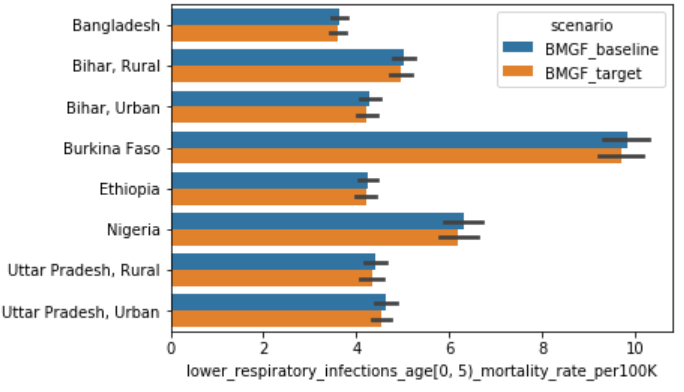 scenario
BMGF_baseline
BMGF_target
Bangladesh
Bihar, Rural
Bihar, Urban
Burkina Faso
Ethiopia
Nigeria
Uttar Pradesh, Rural
Uttar Pradesh, Urban
0 2 4 6 8 10
lower_respiratory_infections_age[0, 5)_mortality_rate_per100K